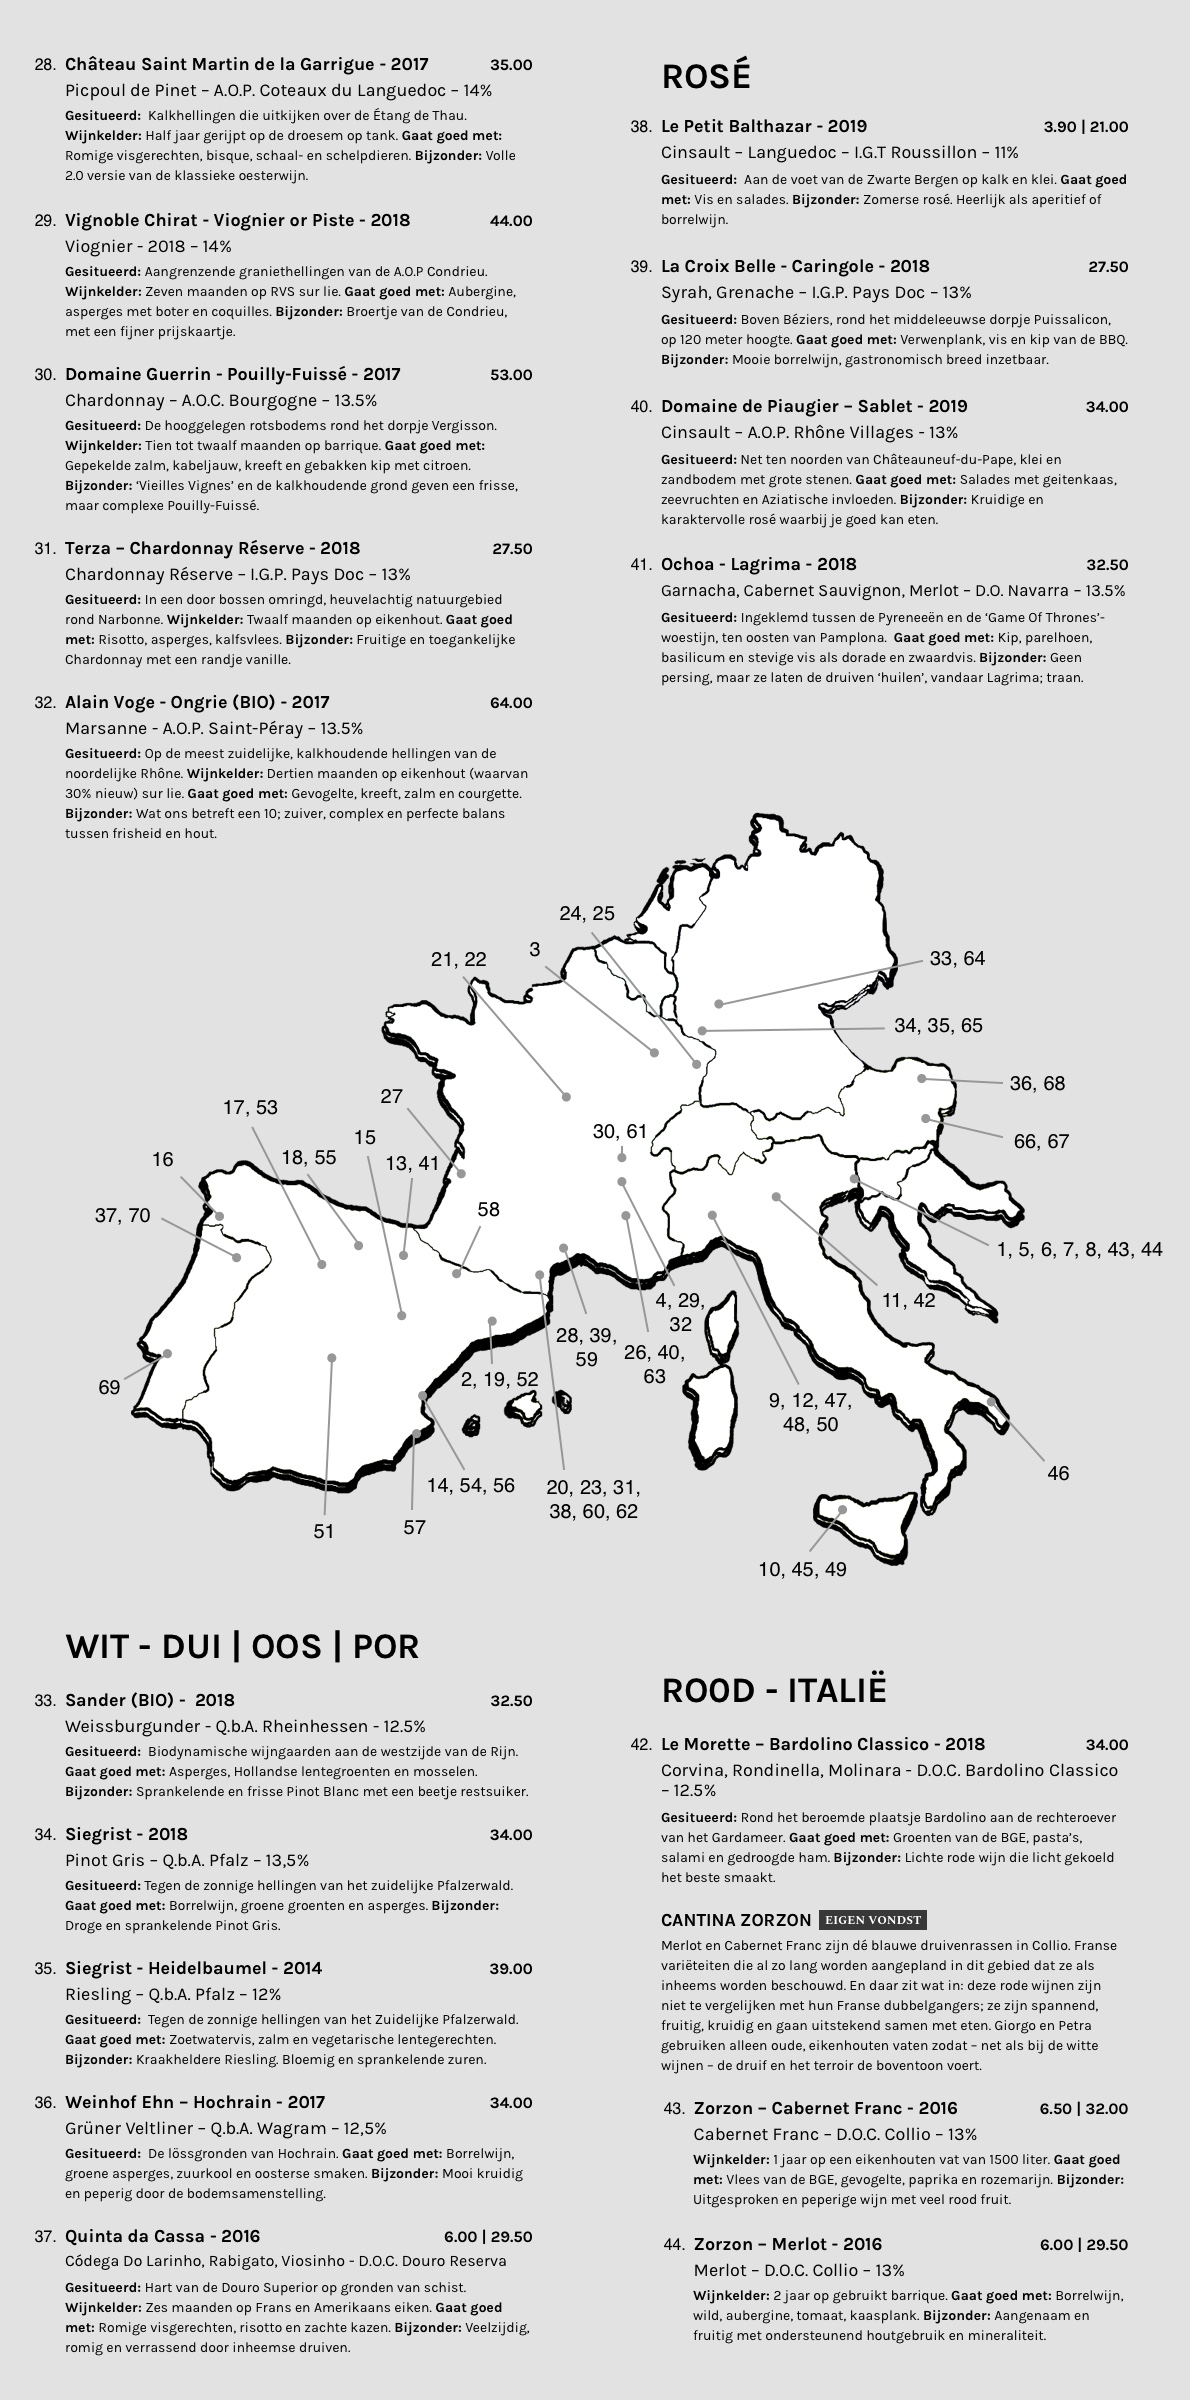 28. Château Saint Martin de la Garrigue - 2017 35.00
Picpoul de Pinet – A.O.P. Coteaux du Languedoc – 14%
Gesitueerd: Kalkhellingen die uitkijken over de Étang de Thau.
Wijnkelder: Half jaar gerijpt op de droesem op tank. Gaat goed met:
Romige visgerechten, bisque, schaal- en schelpdieren. Bijzonder: Volle
2.0 versie van de klassieke oesterwijn.
29. Vignoble Chirat - Viognier or Piste - 2018 44.00
Viognier - 2018 – 14%
Gesitueerd: Aangrenzende graniethellingen van de A.O.P Condrieu.
Wijnkelder: Zeven maanden op RVS sur lie. Gaat goed met: Aubergine,
asperges met boter en coquilles. Bijzonder: Broertje van de Condrieu,
met een fijner prijskaartje.
30. Domaine Guerrin - Pouilly-Fuissé - 2017 53.00
Chardonnay – A.O.C. Bourgogne – 13.5%
Gesitueerd: De hooggelegen rotsbodems rond het dorpje Vergisson.
Wijnkelder: Tien tot twaalf maanden op barrique. Gaat goed met:
Gepekelde zalm, kabeljauw, kreeft en gebakken kip met citroen.
Bijzonder: ‘Vieilles Vignes’ en de kalkhoudende grond geven een frisse,
maar complexe Pouilly-Fuissé.
31. Terza – Chardonnay Réserve - 2018 27.50
Chardonnay Réserve – I.G.P. Pays Doc – 13%
Gesitueerd: In een door bossen omringd, heuvelachtig natuurgebied
rond Narbonne. Wijnkelder: Twaalf maanden op eikenhout. Gaat goed
met: Risotto, asperges, kalfsvlees. Bijzonder: Fruitige en toegankelijke
Chardonnay met een randje vanille.
32. Alain Voge - Ongrie (BIO) - 2017 64.00
Marsanne - A.O.P. Saint-Péray – 13.5%
Gesitueerd: Op de meest zuidelijke, kalkhoudende hellingen van de
noordelijke Rhône. Wijnkelder: Dertien maanden op eikenhout (waarvan
30% nieuw) sur lie. Gaat goed met: Gevogelte, kreeft, zalm en courgette.
Bijzonder: Wat ons betreft een 10; zuiver, complex en perfecte balans
tussen frisheid en hout.
ROSÉ
38. Le Petit Balthazar - 2019 3.90 | 21.00
Cinsault – Languedoc – I.G.T Roussillon – 11%
Gesitueerd: Aan de voet van de Zwarte Bergen op kalk en klei. Gaat goed
met: Vis en salades. Bijzonder: Zomerse rosé. Heerlijk als aperitief of
borrelwijn.
39. La Croix Belle - Caringole - 2018 27.50
Syrah, Grenache – I.G.P. Pays Doc – 13%
Gesitueerd: Boven Béziers, rond het middeleeuwse dorpje Puissalicon,
op 120 meter hoogte. Gaat goed met: Verwenplank, vis en kip van de BBQ.
Bijzonder: Mooie borrelwijn, gastronomisch breed inzetbaar.
40. Domaine de Piaugier – Sablet - 2019 34.00
Cinsault – A.O.P. Rhône Villages - 13%
Gesitueerd: Net ten noorden van Châteauneuf-du-Pape, klei en
zandbodem met grote stenen. Gaat goed met: Salades met geitenkaas,
zeevruchten en Aziatische invloeden. Bijzonder: Kruidige en
karaktervolle rosé waarbij je goed kan eten.
41. Ochoa - Lagrima - 2018 32.50
Garnacha, Cabernet Sauvignon, Merlot – D.O. Navarra – 13.5%
Gesitueerd: Ingeklemd tussen de Pyreneeën en de ‘Game Of Thrones’-
woestijn, ten oosten van Pamplona. Gaat goed met: Kip, parelhoen,
basilicum en stevige vis als dorade en zwaardvis. Bijzonder: Geen
persing, maar ze laten de druiven ‘huilen’, vandaar Lagrima; traan.
24, 25
3
21, 22
33, 64
34, 35, 65
36, 68
27
17, 53
30, 61
66, 67
15
18, 55
13, 41
16
58
37, 70
1, 5, 6, 7, 8, 43, 44
4, 29,
32
11, 42
28, 39,
59
26, 40,
63
69
2, 19, 52
9, 12, 47,
48, 50
46
14, 54, 56
20, 23, 31,
38, 60, 62
51
57
10, 45, 49
WIT - DUI | OOS | POR
33. Sander (BIO) - 2018 32.50
Weissburgunder - Q.b.A. Rheinhessen - 12.5%
Gesitueerd: Biodynamische wijngaarden aan de westzijde van de Rijn.
Gaat goed met: Asperges, Hollandse lentegroenten en mosselen.
Bijzonder: Sprankelende en frisse Pinot Blanc met een beetje restsuiker.
34. Siegrist - 2018 34.00
Pinot Gris – Q.b.A. Pfalz – 13,5%
Gesitueerd: Tegen de zonnige hellingen van het zuidelijke Pfalzerwald.
Gaat goed met: Borrelwijn, groene groenten en asperges. Bijzonder:
Droge en sprankelende Pinot Gris.
35. Siegrist - Heidelbaumel - 2014 39.00
Riesling – Q.b.A. Pfalz – 12%
Gesitueerd: Tegen de zonnige hellingen van het Zuidelijke Pfalzerwald.
Gaat goed met: Zoetwatervis, zalm en vegetarische lentegerechten.
Bijzonder: Kraakheldere Riesling. Bloemig en sprankelende zuren.
36. Weinhof Ehn – Hochrain - 2017 34.00
Grüner Veltliner – Q.b.A. Wagram – 12,5%
Gesitueerd: De lössgronden van Hochrain. Gaat goed met: Borrelwijn,
groene asperges, zuurkool en oosterse smaken. Bijzonder: Mooi kruidig
en peperig door de bodemsamenstelling.
37. Quinta da Cassa - 2016 6.00 | 29.50
Códega Do Larinho, Rabigato, Viosinho - D.O.C. Douro Reserva
Gesitueerd: Hart van de Douro Superior op gronden van schist.
Wijnkelder: Zes maanden op Frans en Amerikaans eiken. Gaat goed
met: Romige visgerechten, risotto en zachte kazen. Bijzonder: Veelzijdig,
romig en verrassend door inheemse druiven.
ROOD - ITALIË
42. Le Morette – Bardolino Classico - 2018 34.00
Corvina, Rondinella, Molinara - D.O.C. Bardolino Classico
– 12.5%
Gesitueerd: Rond het beroemde plaatsje Bardolino aan de rechteroever
van het Gardameer. Gaat goed met: Groenten van de BGE, pasta’s,
salami en gedroogde ham. Bijzonder: Lichte rode wijn die licht gekoeld
het beste smaakt.
CANTINA ZORZON EIGEN VONDST
Merlot en Cabernet Franc zijn dé blauwe druivenrassen in Collio. Franse
variëteiten die al zo lang worden aangepland in dit gebied dat ze als
inheems worden beschouwd. En daar zit wat in: deze rode wijnen zijn
niet te vergelijken met hun Franse dubbelgangers; ze zijn spannend,
fruitig, kruidig en gaan uitstekend samen met eten. Giorgo en Petra
gebruiken alleen oude, eikenhouten vaten zodat – net als bij de witte
wijnen – de druif en het terroir de boventoon voert.
43. Zorzon – Cabernet Franc - 2016 6.50 | 32.00
Cabernet Franc – D.O.C. Collio – 13%
Wijnkelder: 1 jaar op een eikenhouten vat van 1500 liter. Gaat goed
met: Vlees van de BGE, gevogelte, paprika en rozemarijn. Bijzonder:
Uitgesproken en peperige wijn met veel rood fruit.
44. Zorzon – Merlot - 2016 6.00 | 29.50
Merlot – D.O.C. Collio – 13%
Wijnkelder: 2 jaar op gebruikt barrique. Gaat goed met: Borrelwijn,
wild, aubergine, tomaat, kaasplank. Bijzonder: Aangenaam en
fruitig met ondersteunend houtgebruik en mineraliteit.